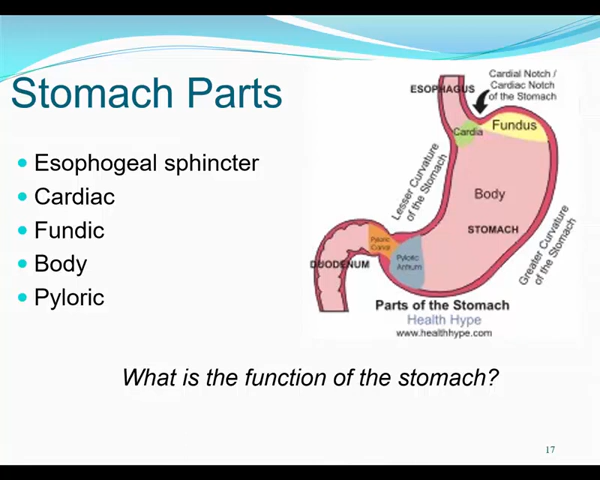 Stomach Parts
Esophogeal sphincter
Cardiac
Fundic
Body
Pyloric
Cardial Notch /
Cardiac Notch
of the Stomach
ESOPHAGUS
Cardia
Fundus
Lesser Curvature
of the Stomach
Body
STOMACH
Greater Curvature
of the Stomach
Pyloric
Canal
Pyloric
Antrum
DUODENUM
Parts of the Stomach
Health Hype
www.healthhype.com
What is the function of the stomach?
17